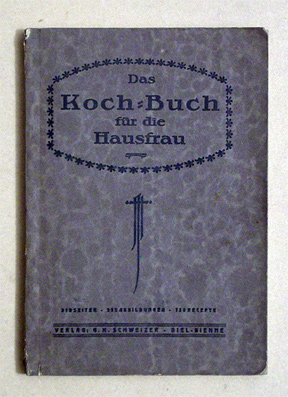 Das
Koch-Buch
für die
Hausfrau
VERLAG: G. H. SCHWEIZER - BIEL-BIENNE